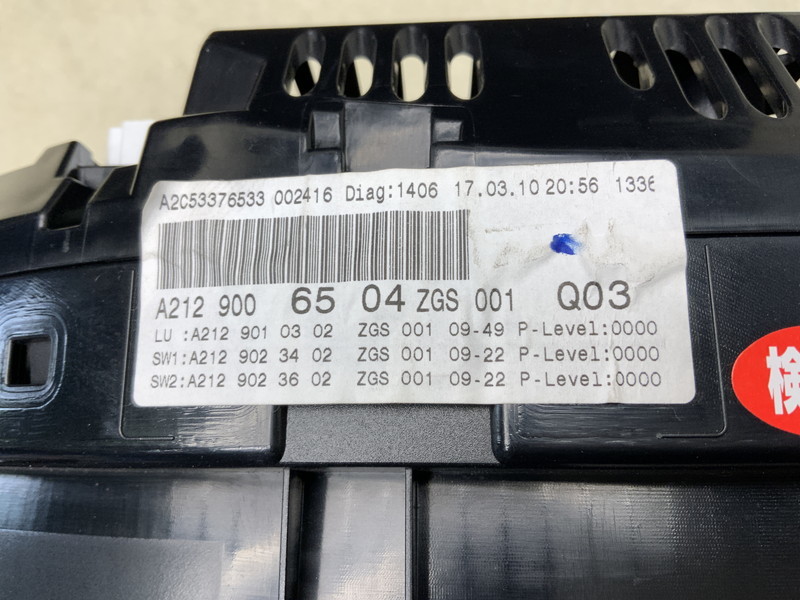 A2C53376533 002416 Diag:1406 17.03.10 20:56 1336
A212 900 65 04 ZGS 001 Q03
LU :A212 901 03 02 ZGS 001 09-49 P-Level:0000
SW1:A212 902 34 02 ZGS 001 09-22 P-Level:0000
SW2:A212 902 36 02 ZGS 001 09-22 P-Level:0000
検